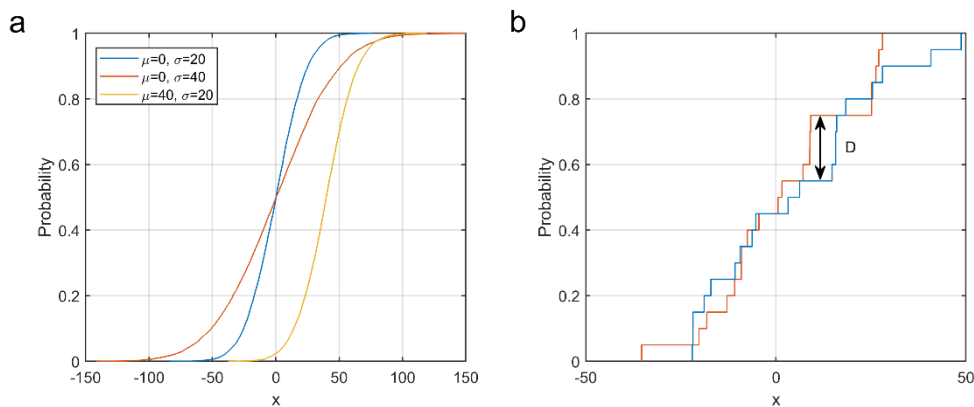 a
Probability
1
0.8
0.6
0.4
0.2
0
μ=0, σ=20
μ=0, σ=40
μ=40, σ=20
-150 -100 -50 0 50 100 150
x
b
Probability
1
0.8
0.6
0.4
0.2
0
D
-50 0 50
x